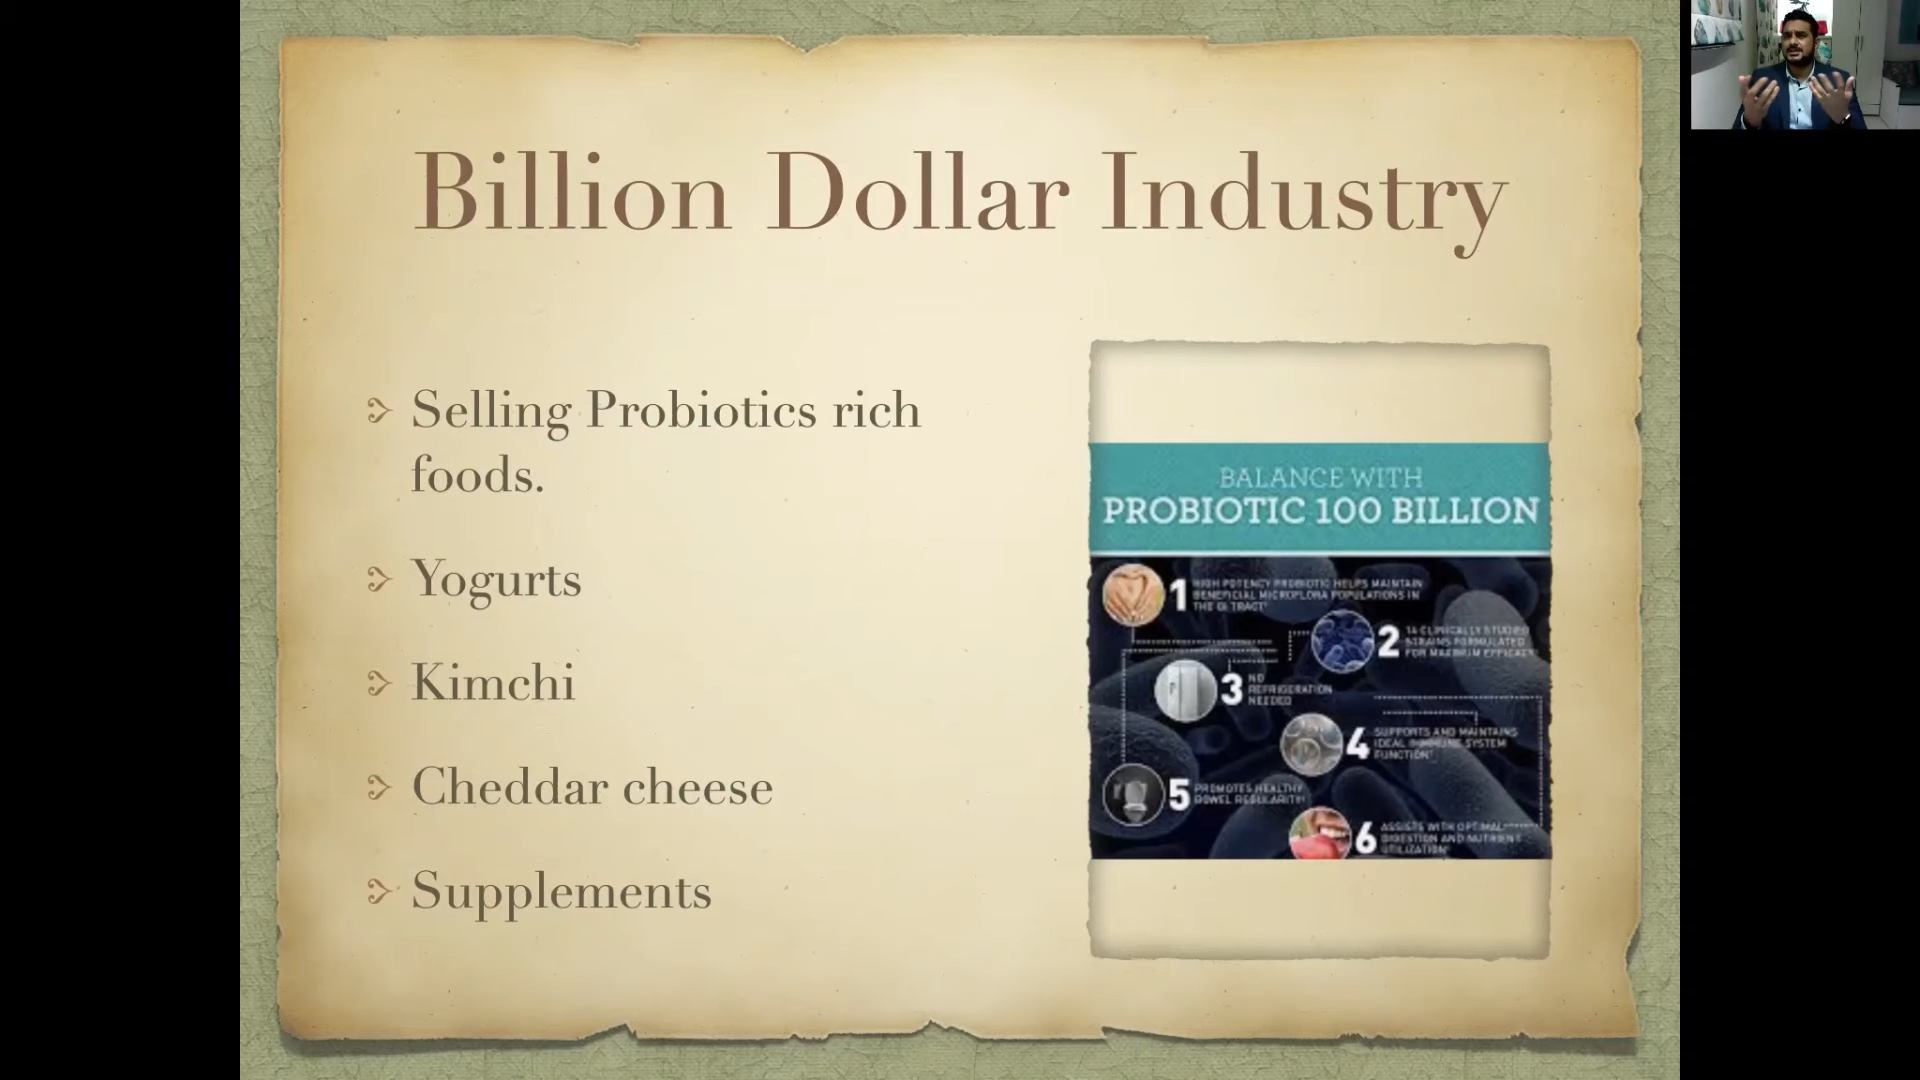 Billion Dollar Industry
Selling Probiotics rich
foods.
Yogurts
Kimchi
Cheddar cheese
Supplements
BALANCE WITH
PROBIOTIC 100 BILLION
1 HIGH POTENCY PROBIOTIC HELPS MAINTAIN
BENEFICIAL MICROFLORA POPULATIONS IN
THE GI TRACT
2 14 CLINICALLY STUDIED
STRAINS FORMULATED
FOR MAXIMUM EFFICACY
3 NO
REFRIGERATION
NEEDED
4 SUPPORTS AND MAINTAINS
IDEAL IMMUNE SYSTEM
FUNCTION
5 PROMOTES HEALTHY
BOWEL REGULARITY
6 ASSISTS WITH OPTIMAL
DIGESTION AND NUTRIENT
UTILIZATION